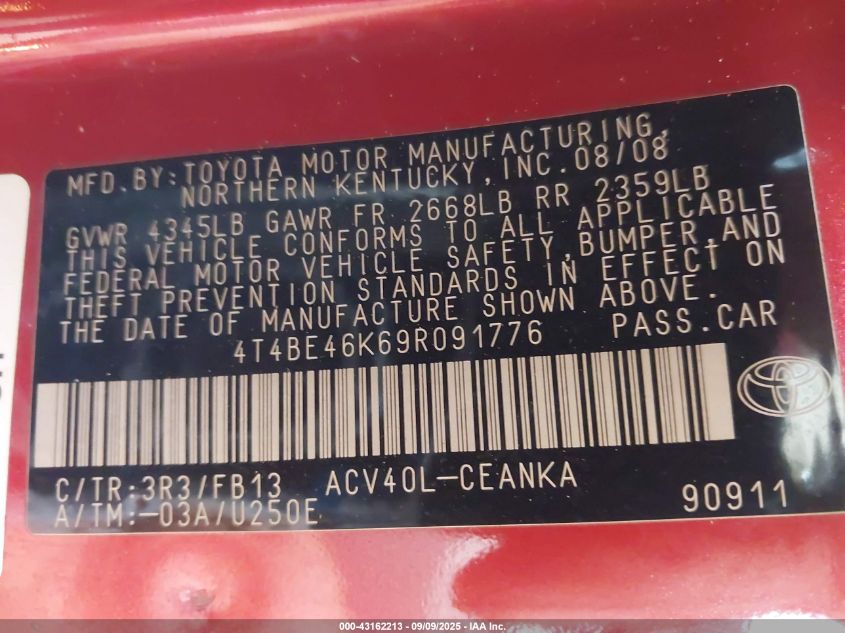 MFD.BY:TOYOTA MOTOR MANUFACTURING,
NORTHERN KENTUCKY,INC.08/08
GVWR 4345LB GAWR FR 2668LB RR 2359LB
THIS VEHICLE CONFORMS TO ALL APPLICABLE
FEDERAL MOTOR VEHICLE SAFETY,BUMPER,AND
THEFT PREVENTION STANDARDS IN EFFECT ON
THE DATE OF MANUFACTURE SHOWN ABOVE.
4T4BE46K69R091776 PASS.CAR
C/TR:3R3/FB13 ACV40L-CEANKA
A/TM:-03A/U250E 90911
000-43162213 - 09/09/2025 - IAA Inc.